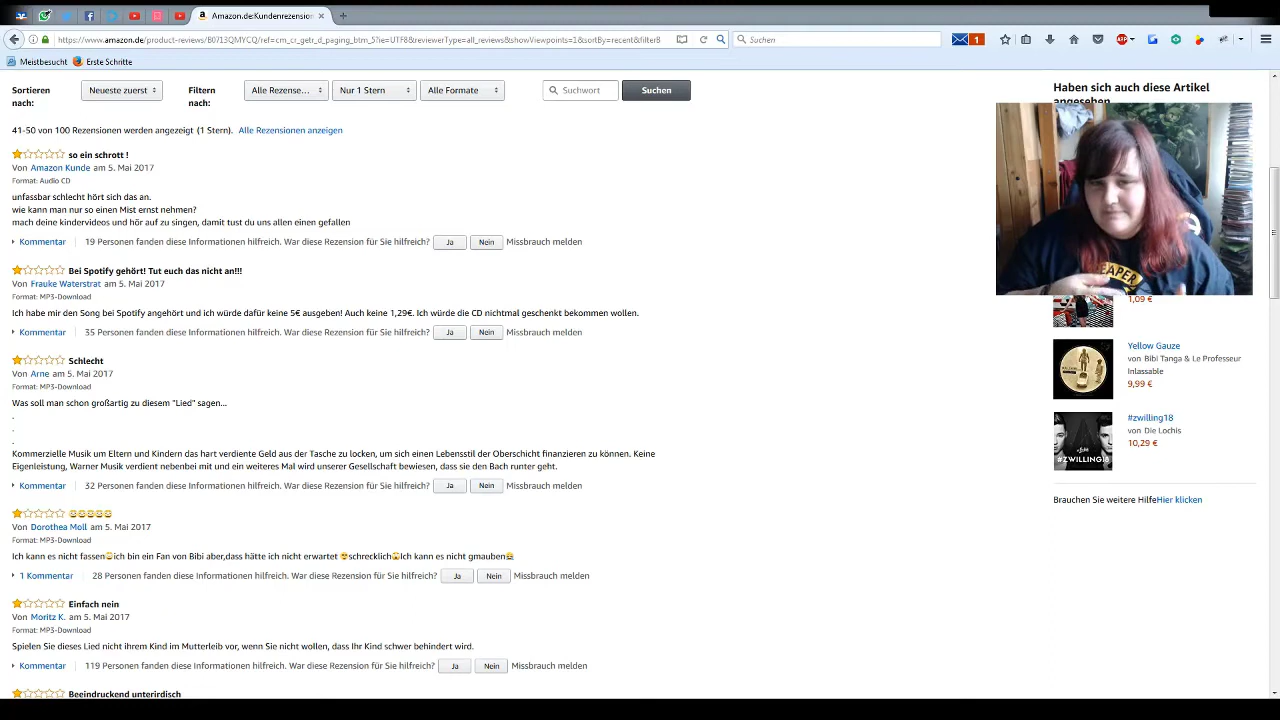 Amazon.de:Kundenrezension
https://www.amazon.de/product-reviews/B0713QMYCQ/ref=cm_cr_getr_d_paging_btm_5?ie=UTF8&reviewerType=all_reviews&showViewpoints=1&sortBy=recent&filterB
Suchen
1
Meistbesucht
Erste Schritte
Sortieren nach:
Neueste zuerst
Filtern nach:
Alle Rezense...
Nur 1 Stern
Alle Formate
Suchwort
Suchen
41-50 von 100 Rezensionen werden angezeigt (1 Stern). Alle Rezensionen anzeigen
so ein schrott !
Von Amazon Kunde am 5. Mai 2017
Format: Audio CD
unfassbar schlecht hört sich das an.
wie kann man nur so einen Mist ernst nehmen?
mach deine kindervideos und hör auf zu singen, damit tust du uns allen einen gefallen
Kommentar 19 Personen fanden diese Informationen hilfreich. War diese Rezension für Sie hilfreich? Ja Nein Missbrauch melden
Bei Spotify gehört! Tut euch das nicht an!!!
Von Frauke Waterstrat am 5. Mai 2017
Format: MP3-Download
Ich habe mir den Song bei Spotify angehört und ich würde dafür keine 5€ ausgeben! Auch keine 1,29€. Ich würde die CD nichtmal geschenkt bekommen wollen.
Kommentar 35 Personen fanden diese Informationen hilfreich. War diese Rezension für Sie hilfreich? Ja Nein Missbrauch melden
Schlecht
Von Arne am 5. Mai 2017
Format: MP3-Download
Was soll man schon großartig zu diesem "Lied" sagen...
.
.
.
Kommerzielle Musik um Eltern und Kindern das hart verdiente Geld aus der Tasche zu locken, um sich einen Lebensstil der Oberschicht finanzieren zu können. Keine
Eigenleistung, Warner Musik verdient nebenbei mit und ein weiteres Mal wird unserer Gesellschaft bewiesen, dass sie den Bach runter geht.
Kommentar 32 Personen fanden diese Informationen hilfreich. War diese Rezension für Sie hilfreich? Ja Nein Missbrauch melden
Von Dorothea Moll am 5. Mai 2017
Format: MP3-Download
Ich kann es nicht fassen ich bin ein Fan von Bibi aber,dass hätte ich nicht erwartet schrecklich Ich kann es nicht gmauben
1 Kommentar 28 Personen fanden diese Informationen hilfreich. War diese Rezension für Sie hilfreich? Ja Nein Missbrauch melden
Einfach nein
Von Moritz K. am 5. Mai 2017
Format: MP3-Download
Spielen Sie dieses Lied nicht ihrem Kind im Mutterleib vor, wenn Sie nicht wollen, dass Ihr Kind schwer behindert wird.
Kommentar 119 Personen fanden diese Informationen hilfreich. War diese Rezension für Sie hilfreich? Ja Nein Missbrauch melden
Beeindruckend unterirdisch
Haben sich auch diese Artikel
angesehen
EAPER
1,09 €
Yellow Gauze
von Bibi Tanga & Le Professeur
Inlassable
9,99 €
#zwilling18
von Die Lochis
10,29 €
#ZWILLING18
Brauchen Sie weitere HilfeHier klicken